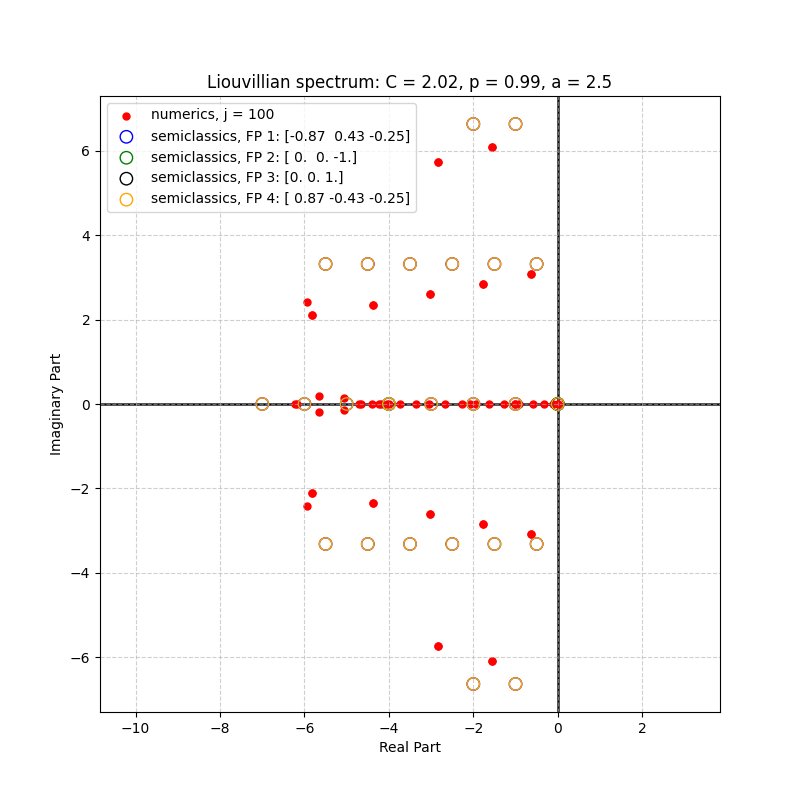 Liouvillian spectrum: C = 2.02, p = 0.99, a = 2.5
numerics, j = 100
semiclassics, FP 1: [-0.87  0.43 -0.25]
semiclassics, FP 2: [ 0.  0. -1.]
semiclassics, FP 3: [0. 0. 1.]
semiclassics, FP 4: [ 0.87 -0.43 -0.25]
6
4
2
0
−2
−4
−6
Imaginary Part
−10 −8 −6 −4 −2 0 2
Real Part